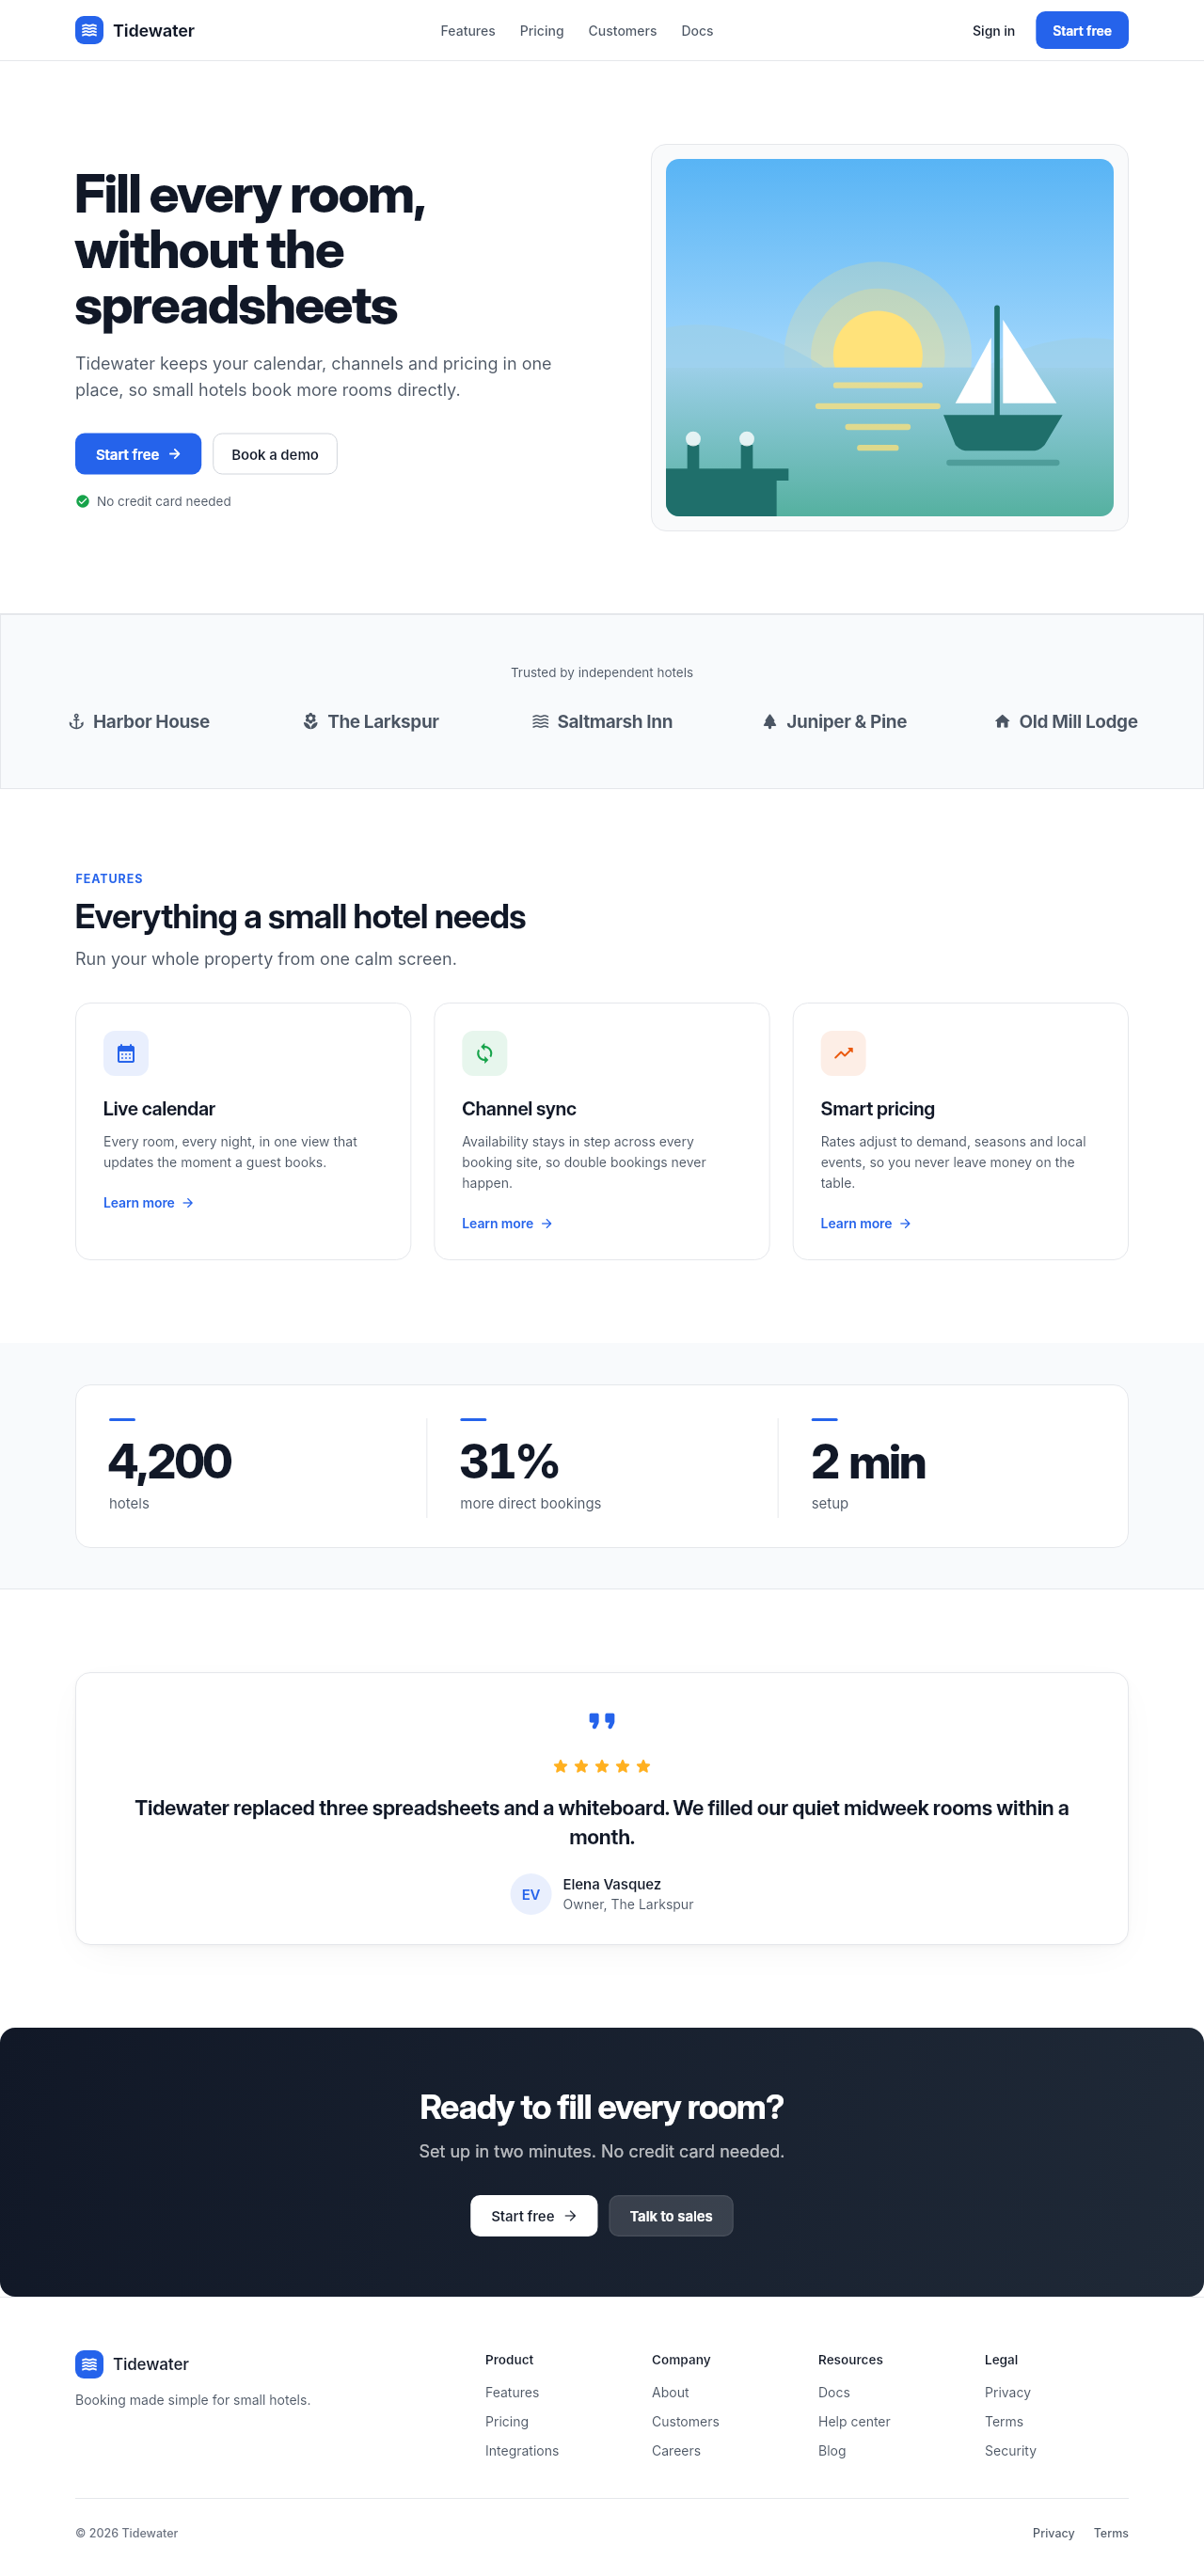 Tidewater
Features
Pricing
Customers
Docs
Sign in
Start free
Fill every room,
without the
spreadsheets
Tidewater keeps your calendar, channels and pricing in one
place, so small hotels book more rooms directly.
Start free
Book a demo
No credit card needed
Trusted by independent hotels
Harbor House
The Larkspur
Saltmarsh Inn
Juniper & Pine
Old Mill Lodge
FEATURES
Everything a small hotel needs
Run your whole property from one calm screen.
Live calendar
Every room, every night, in one view that
updates the moment a guest books.
Learn more
Channel sync
Availability stays in step across every
booking site, so double bookings never
happen.
Learn more
Smart pricing
Rates adjust to demand, seasons and local
events, so you never leave money on the
table.
Learn more
4,200
hotels
31%
more direct bookings
2 min
setup
Tidewater replaced three spreadsheets and a whiteboard. We filled our quiet midweek rooms within a
month.
EV
Elena Vasquez
Owner, The Larkspur
Ready to fill every room?
Set up in two minutes. No credit card needed.
Start free
Talk to sales
Tidewater
Booking made simple for small hotels.
Product
Features
Pricing
Integrations
Company
About
Customers
Careers
Resources
Docs
Help center
Blog
Legal
Privacy
Terms
Security
© 2026 Tidewater
Privacy
Terms